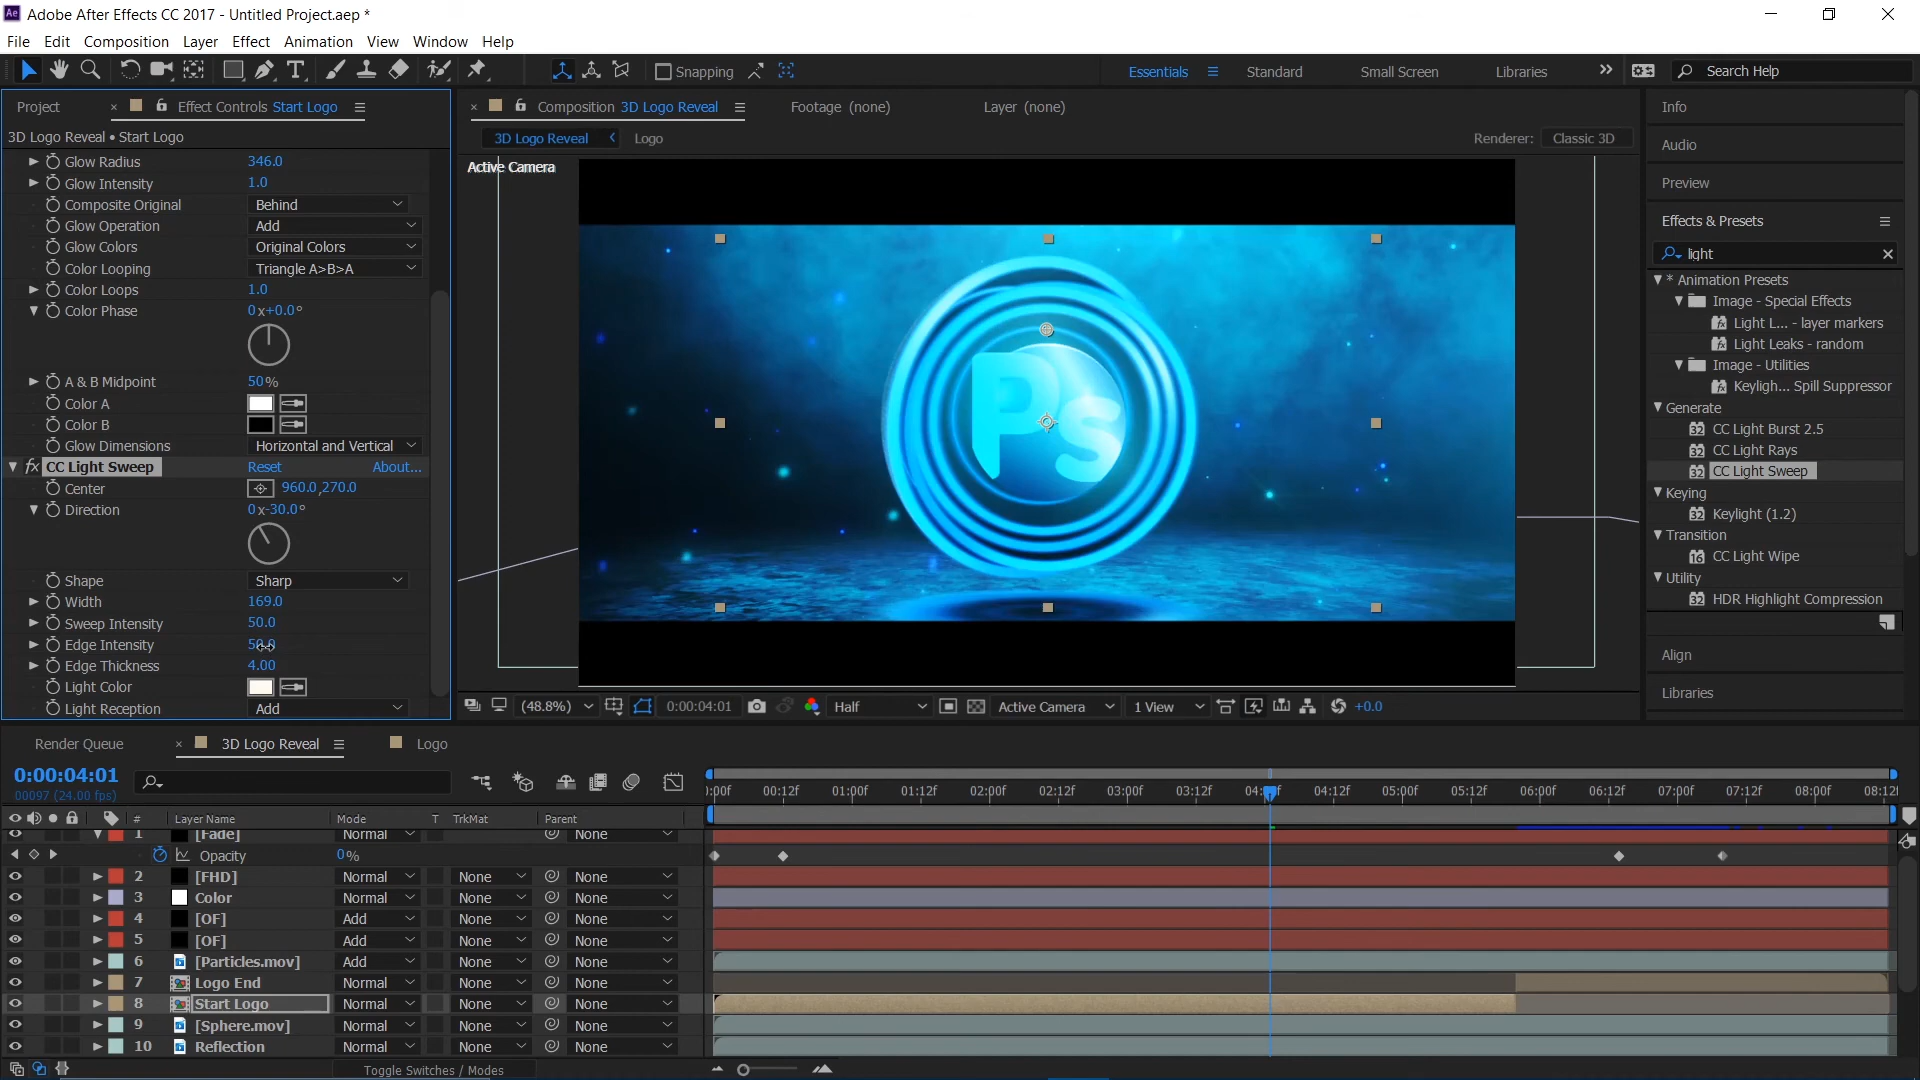 Ae Adobe After Effects CC 2017 - Untitled Project.aep *
File Edit Composition Layer Effect Animation View Window Help
Snapping Essentials Standard Small Screen Libraries Search Help
Project Effect Controls Start Logo
3D Logo Reveal • Start Logo
Glow Radius 346.0
Glow Intensity 1.0
Composite Original Behind
Glow Operation Add
Glow Colors Original Colors
Color Looping Triangle A>B>A
Color Loops 1.0
Color Phase 0x+0.0°
A & B Midpoint 50%
Color A
Color B
Glow Dimensions Horizontal and Vertical
fx CC Light Sweep Reset About...
Center 960.0,270.0
Direction 0x-30.0°
Shape Sharp
Width 169.0
Sweep Intensity 50.0
Edge Intensity
Edge Thickness 4.00
Light Color
Light Reception Add
Composition 3D Logo Reveal Footage (none) Layer (none)
3D Logo Reveal Logo Renderer: Classic 3D
Active Camera
Ps
(48.8%) 0:00:04:01 Half Active Camera 1 View +0.0
Info
Audio
Preview
Effects & Presets
light
* Animation Presets
Image - Special Effects
Light L... - layer markers
Light Leaks - random
Image - Utilities
Keyligh... Spill Suppressor
Generate
CC Light Burst 2.5
CC Light Rays
CC Light Sweep
Keying
Keylight (1.2)
Transition
CC Light Wipe
Utility
HDR Highlight Compression
Align
Libraries
Render Queue 3D Logo Reveal Logo
0:00:04:01
00097 (24.00 fps)
:00f 00:12f 01:00f 01:12f 02:00f 02:12f 03:00f 03:12f 04:12f 05:00f 05:12f 06:00f 06:12f 07:00f 07:12f 08:00f 08:12f
# Layer Name Mode T TrkMat Parent
1 [Fade] Normal None
Opacity 0%
2 [FHD] Normal None None
3 Color Normal None None
4 [OF] Add None None
5 [OF] Add None None
6 [Particles.mov] Add None None
7 Logo End Normal None None
8 Start Logo Normal None None
9 [Sphere.mov] Normal None None
10 Reflection Normal None None
Toggle Switches / Modes